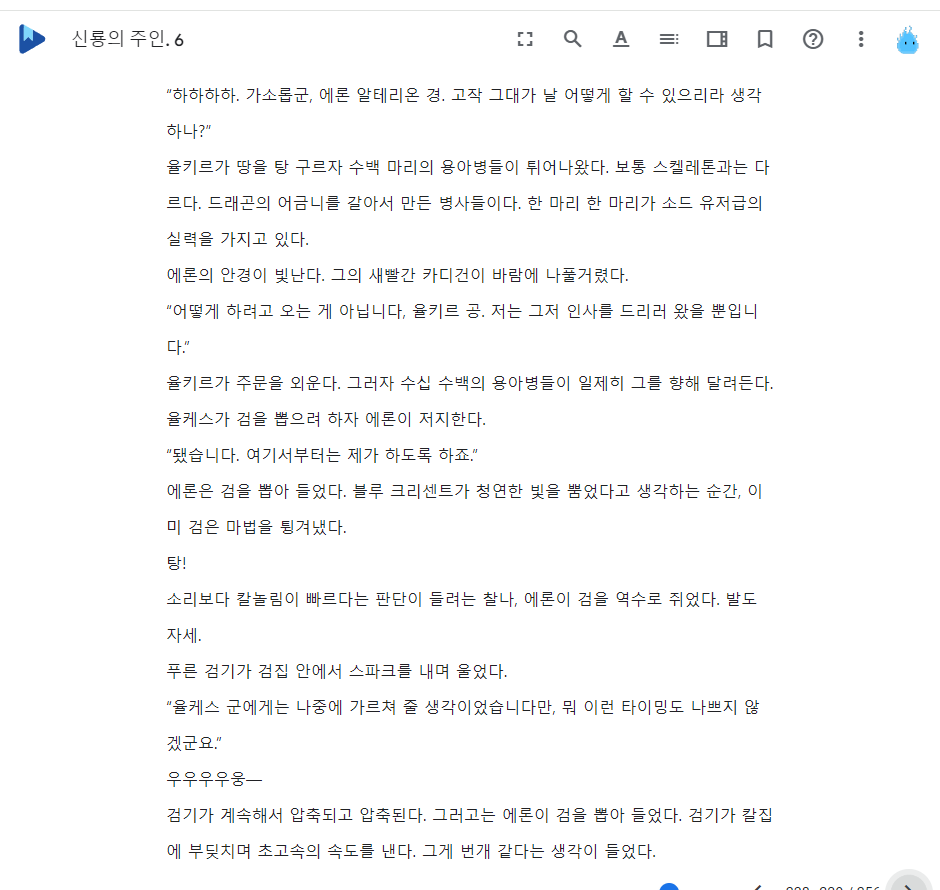 신룡의 주인. 6
“하하하하. 가소롭군, 에론 알테리온 경. 고작 그대가 날 어떻게 할 수 있으리라 생각
하나?”
율키르가 땅을 탕 구르자 수백 마리의 용아병들이 튀어나왔다. 보통 스켈레톤과는 다
르다. 드래곤의 어금니를 갈아서 만든 병사들이다. 한 마리 한 마리가 소드 유저급의
실력을 가지고 있다.
에론의 안경이 빛난다. 그의 새빨간 카디건이 바람에 나풀거렸다.
“어떻게 하려고 오는 게 아닙니다, 율키르 공. 저는 그저 인사를 드리러 왔을 뿐입니
다.”
율키르가 주문을 외운다. 그러자 수십 수백의 용아병들이 일제히 그를 향해 달려든다.
율케스가 검을 뽑으려 하자 에론이 저지한다.
“됐습니다. 여기서부터는 제가 하도록 하죠.”
에론은 검을 뽑아 들었다. 블루 크리센트가 청연한 빛을 뿜었다고 생각하는 순간, 이
미 검은 마법을 튕겨냈다.
탕!
소리보다 칼놀림이 빠르다는 판단이 들려는 찰나, 에론이 검을 역수로 쥐었다. 발도
자세.
푸른 검기가 검집 안에서 스파크를 내며 울었다.
“율케스 군에게는 나중에 가르쳐 줄 생각이었습니다만, 뭐 이런 타이밍도 나쁘지 않
겠군요.”
우우우우웅―
검기가 계속해서 압축되고 압축된다. 그러고는 에론이 검을 뽑아 들었다. 검기가 칼집
에 부딪치며 초고속의 속도를 낸다. 그게 번개 같다는 생각이 들었다.